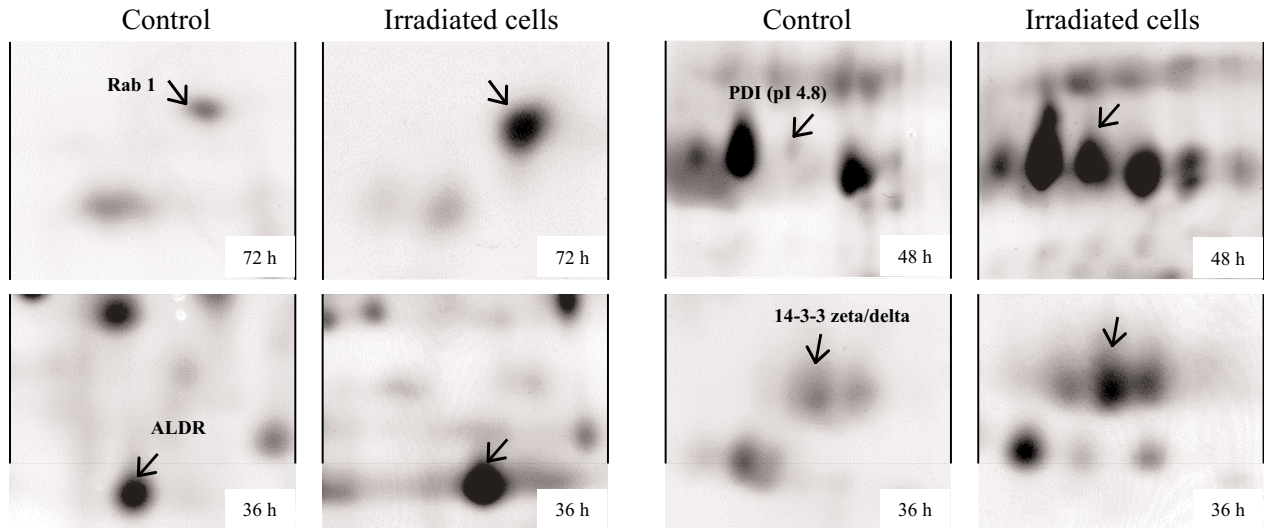 Control
Irradiated cells
Control
Irradiated cells
Rab 1
72 h
72 h
PDI (pI 4.8)
48 h
48 h
ALDR
36 h
36 h
14-3-3 zeta/delta
36 h
36 h